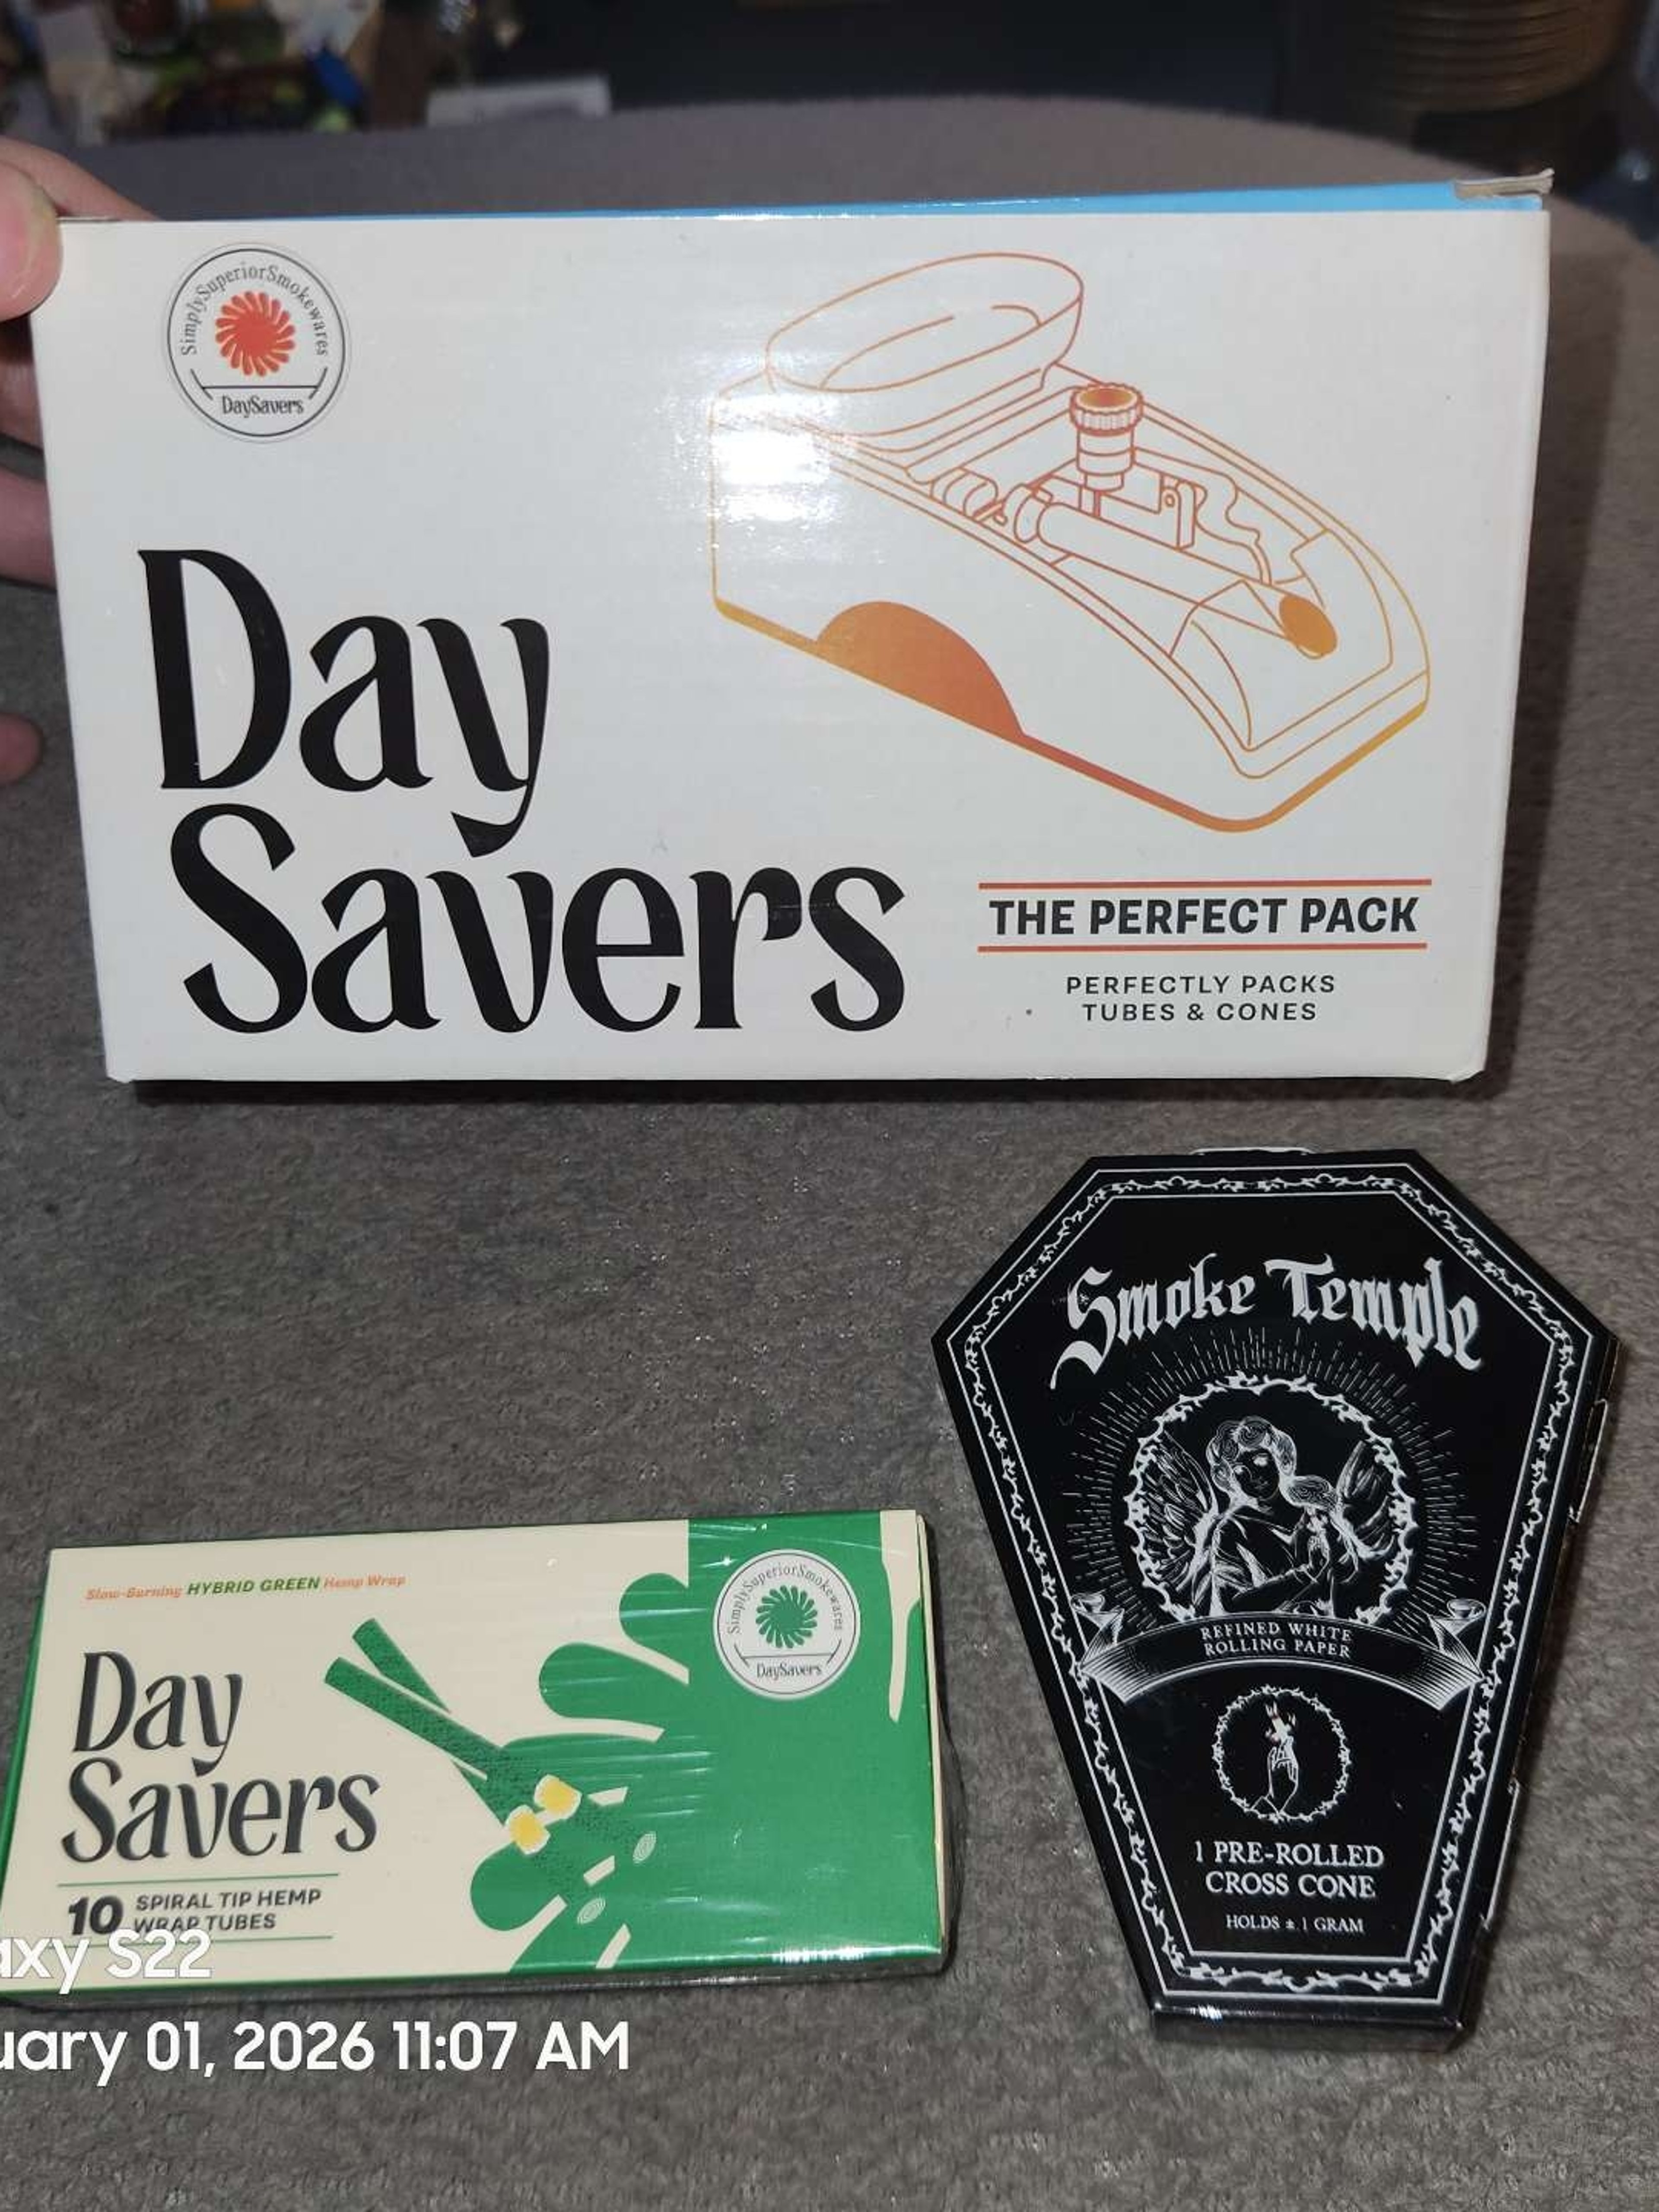 SimplySuperiorSmokewares
DaySavers
Day
Savers
THE PERFECT PACK
PERFECTLY PACKS
TUBES & CONES
Smoke Temple
REFINED WHITE
ROLLING PAPER
1 PRE-ROLLED
CROSS CONE
HOLDS ± 1 GRAM
Slow-Burning HYBRID GREEN Hemp Wrap
SimplySuperiorSmokewares
DaySavers
Day
Savers
10 SPIRAL TIP HEMP
WRAP TUBES
axy S22
uary 01, 2026 11:07 AM